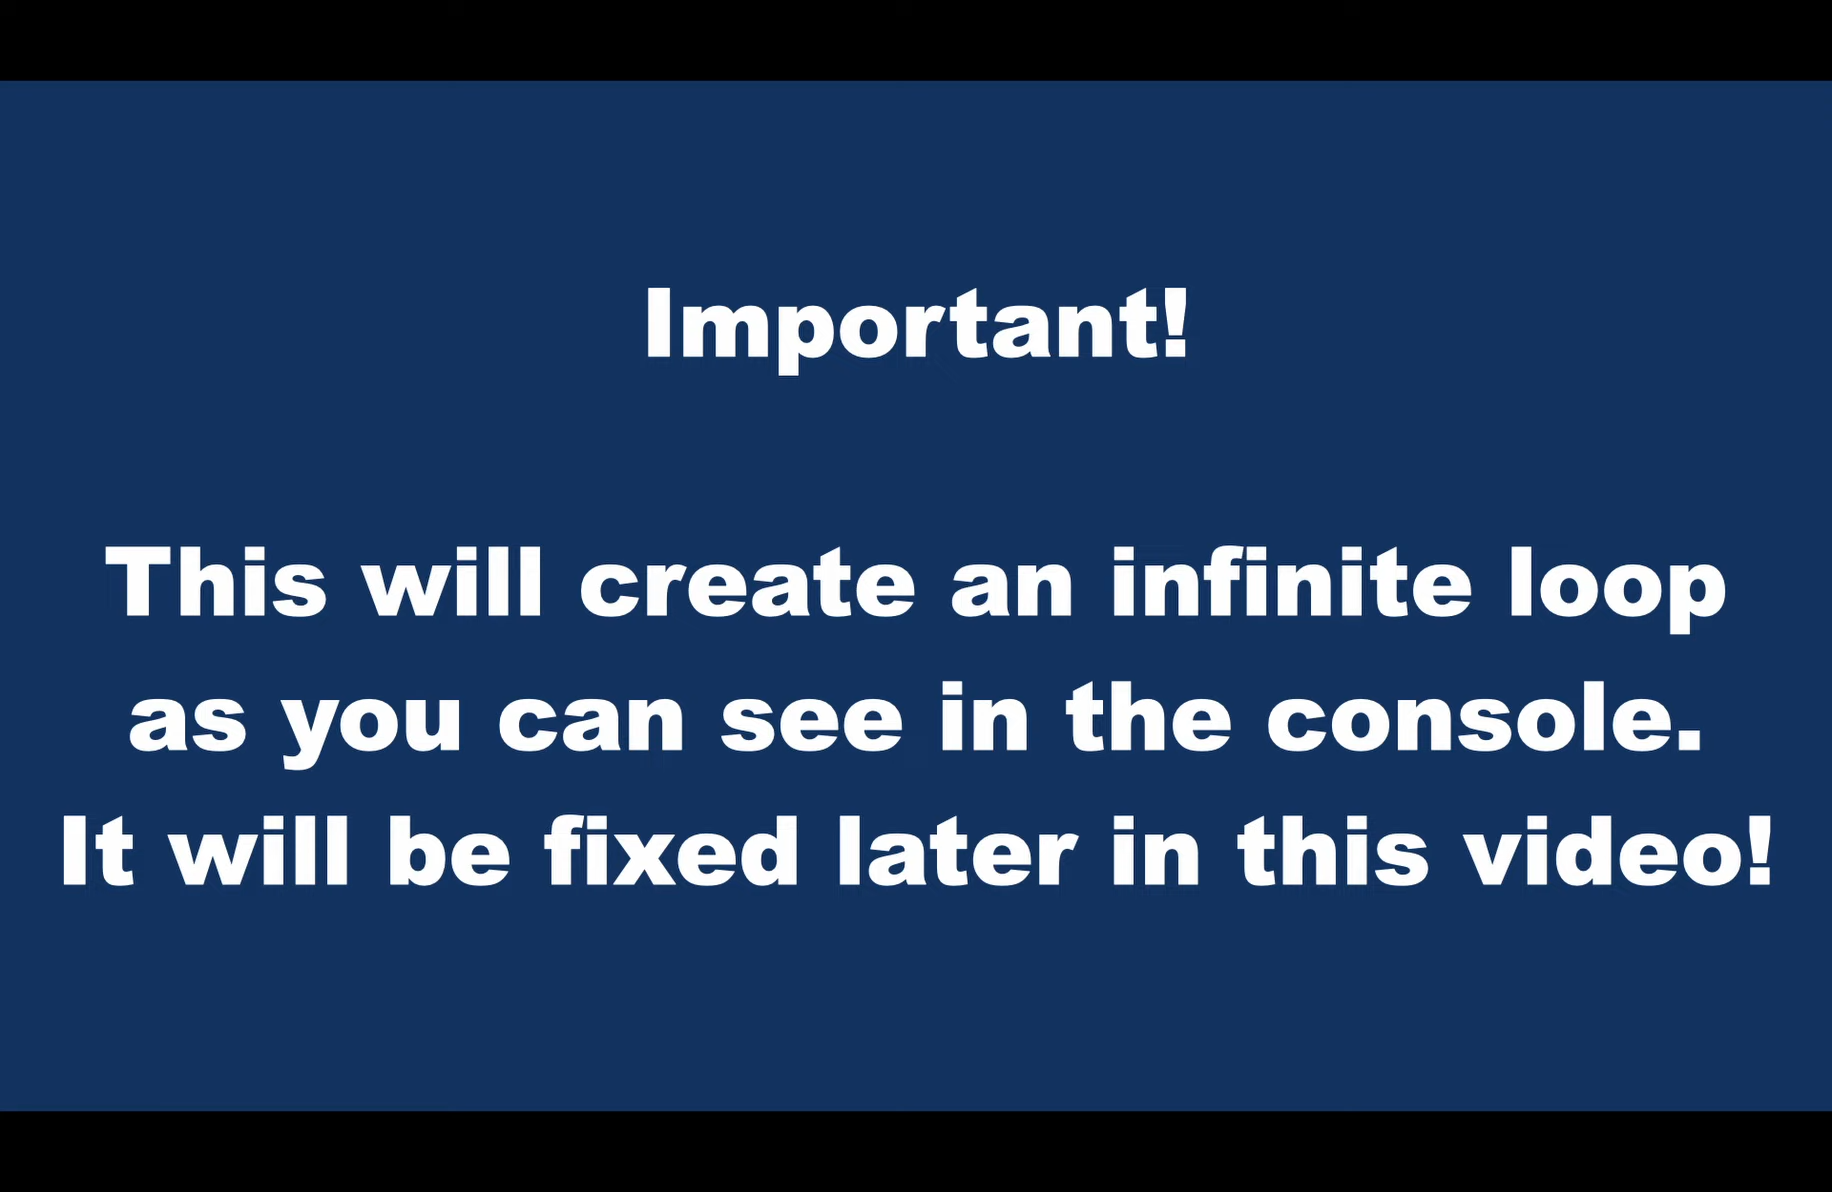 Important!
This will create an infinite loop
as you can see in the console.
It will be fixed later in this video!